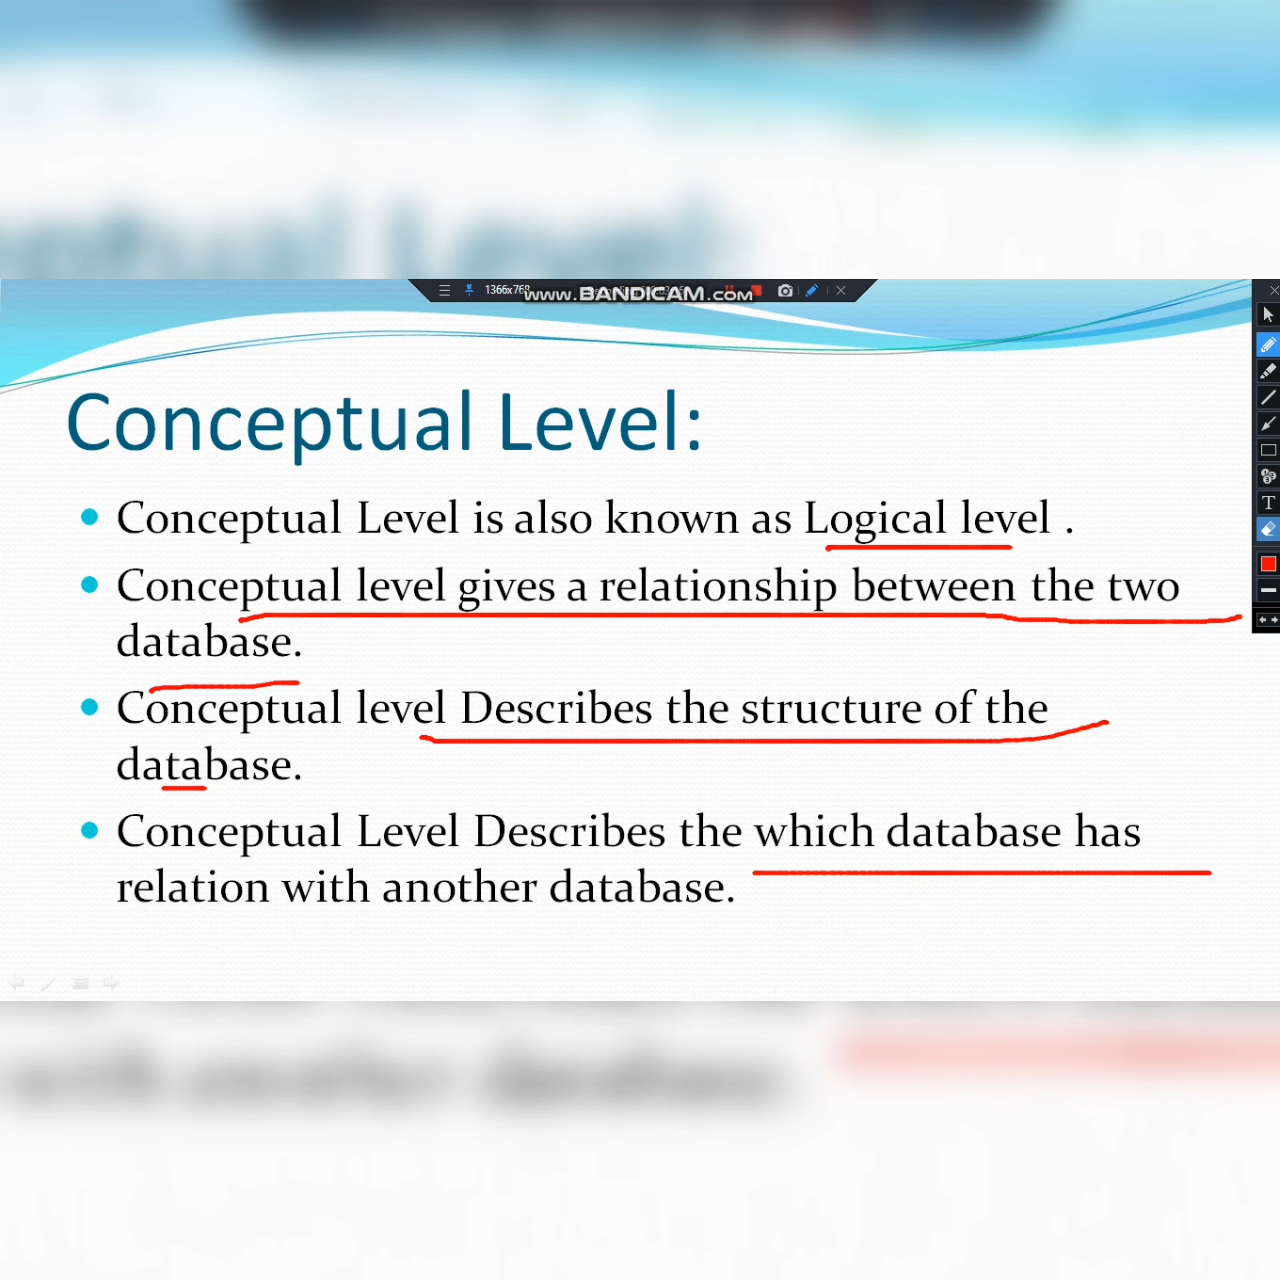 1366x768
www.BANDICAM.com
Conceptual Level:
Conceptual Level is also known as Logical level .
Conceptual level gives a relationship between the two
database.
Conceptual level Describes the structure of the
database.
Conceptual Level Describes the which database has
relation with another database.